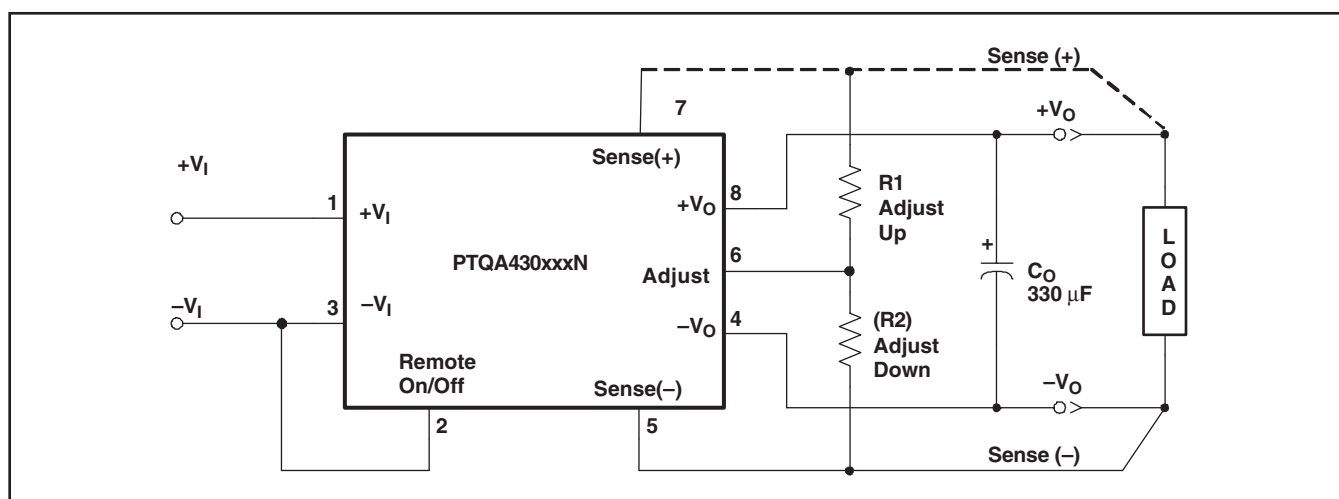 Sense (+)
7
+VO
+VI
Sense(+)
1
8
R1
Adjust
Up
+VI
+VO
LOAD
PTQA430xxxN
6
Adjust
+
CO
330 µF
–VI
3
–VI
4
(R2)
Adjust
Down
–VO
Remote
On/Off
Sense(–)
–VO
2
5
Sense (–)